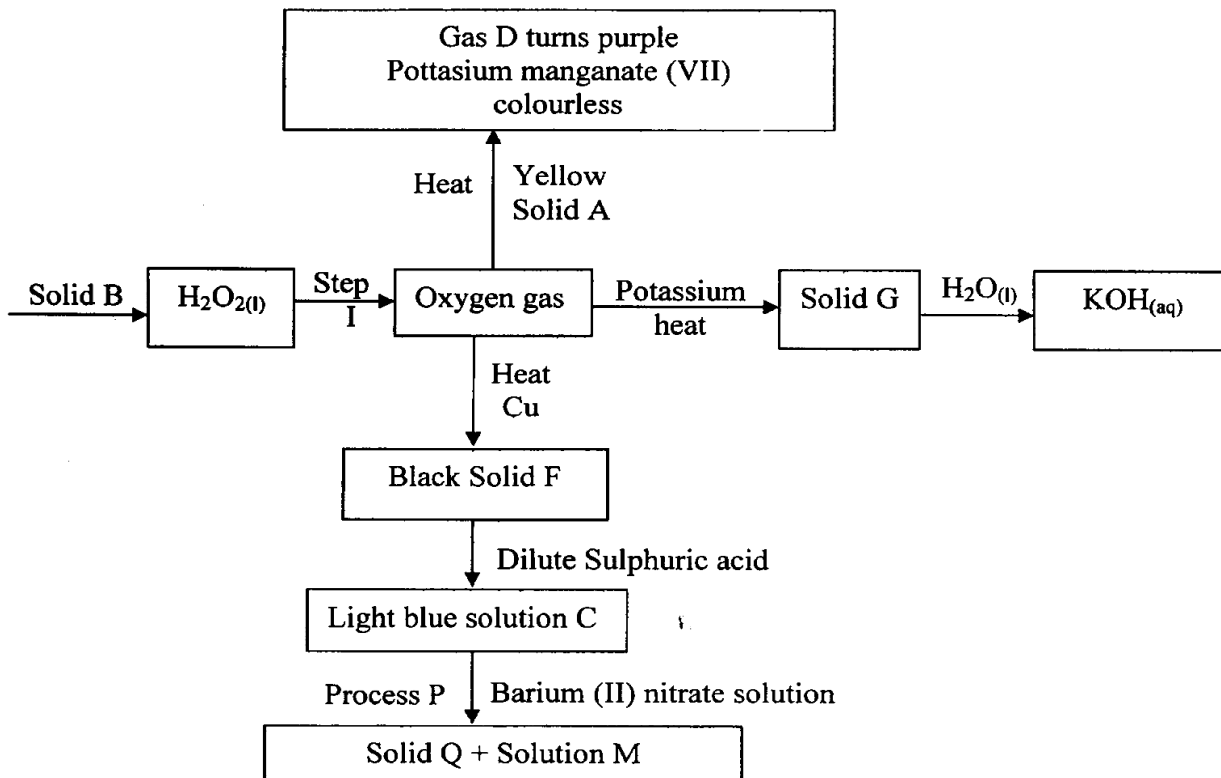 Gas D turns purple
Pottasium manganate (VII)
colourless
Heat
Yellow
Solid A
Solid B
H₂O₂₍ₗ₎
Step
I
Oxygen gas
Potassium
heat
Solid G
H₂O₍ₗ₎
KOH₍aq₎
Heat
Cu
Black Solid F
Dilute Sulphuric acid
Light blue solution C
Process P
Barium (II) nitrate solution
Solid Q + Solution M